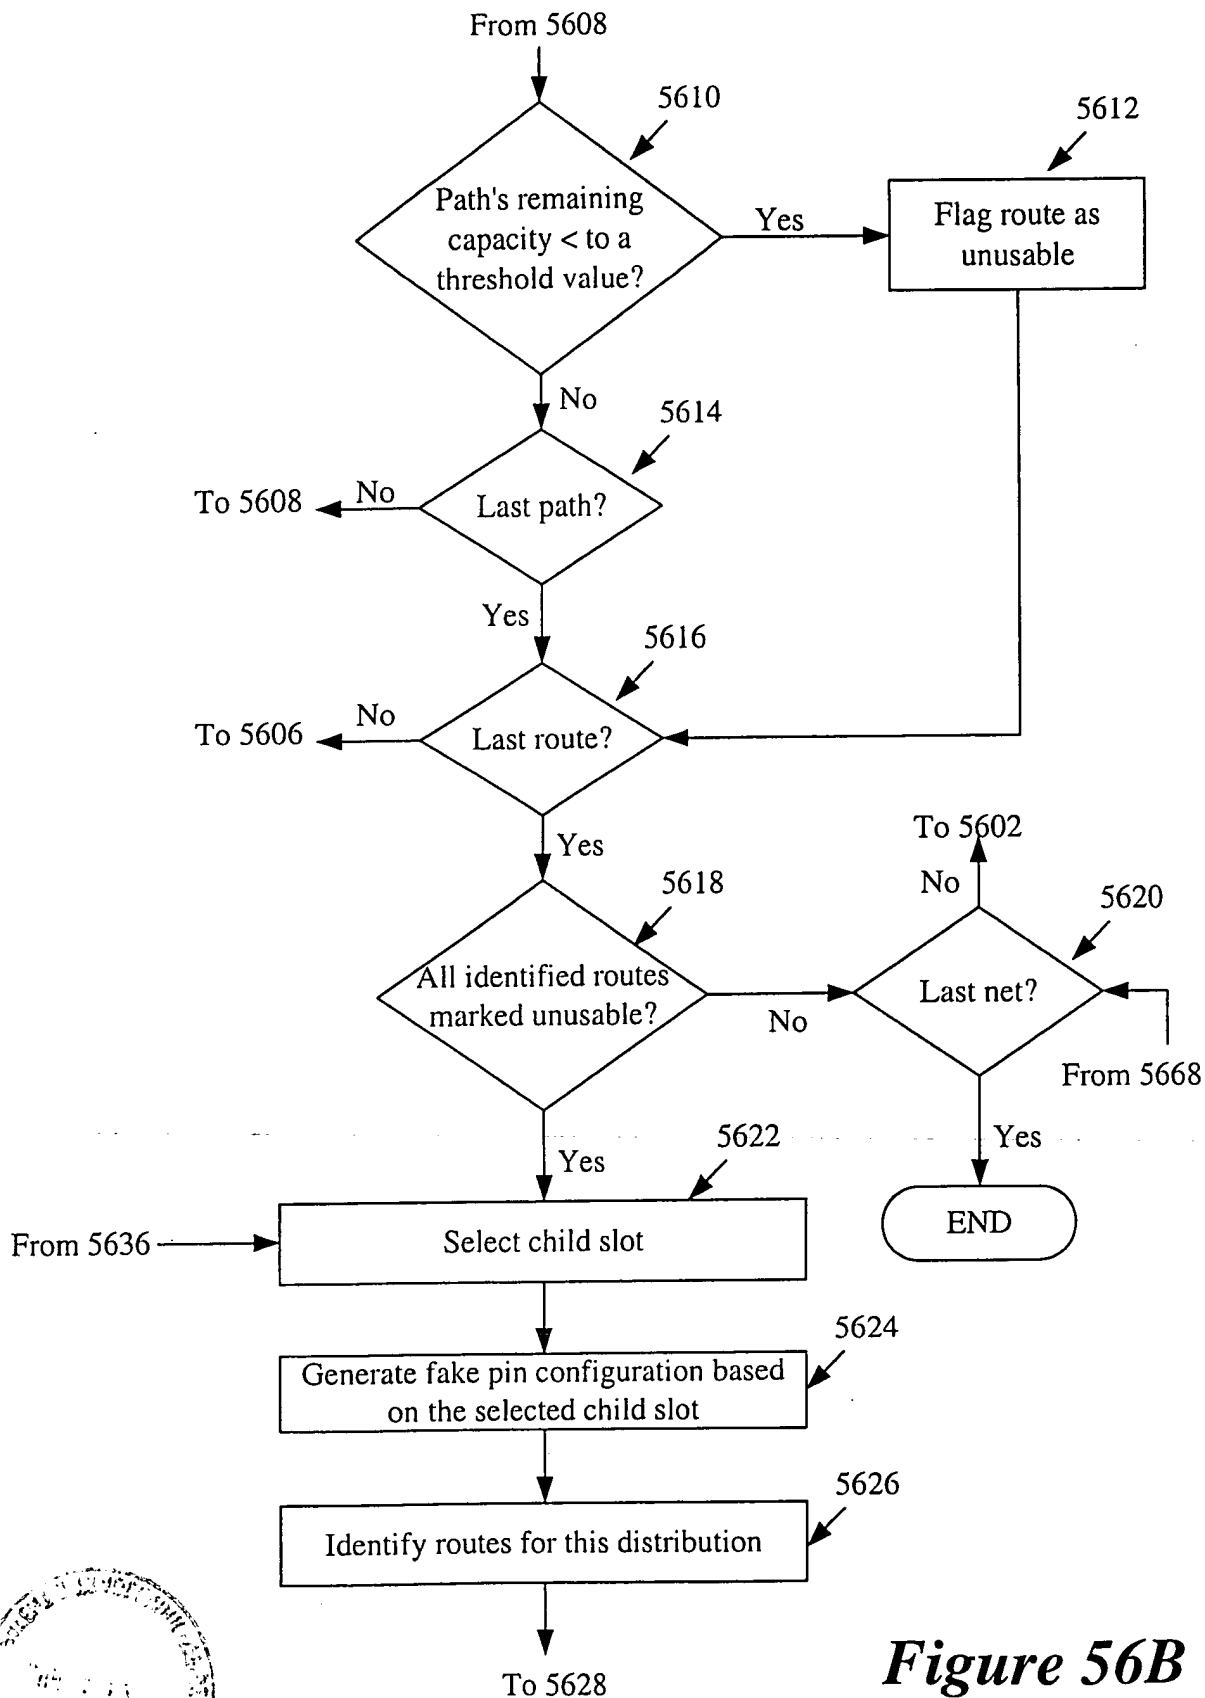 From 5608
5610
5612
Path's remaining
capacity < to a
threshold value?
Yes
Flag route as
unusable
No
5614
To 5608
No
Last path?
Yes
5616
To 5606
No
Last route?
Yes
To 5602
No
5618
5620
All identified routes
marked unusable?
No
Last net?
From 5668
Yes
5622
Yes
From 5636
Select child slot
END
5624
Generate fake pin configuration based
on the selected child slot
5626
Identify routes for this distribution
To 5628
Figure 56B